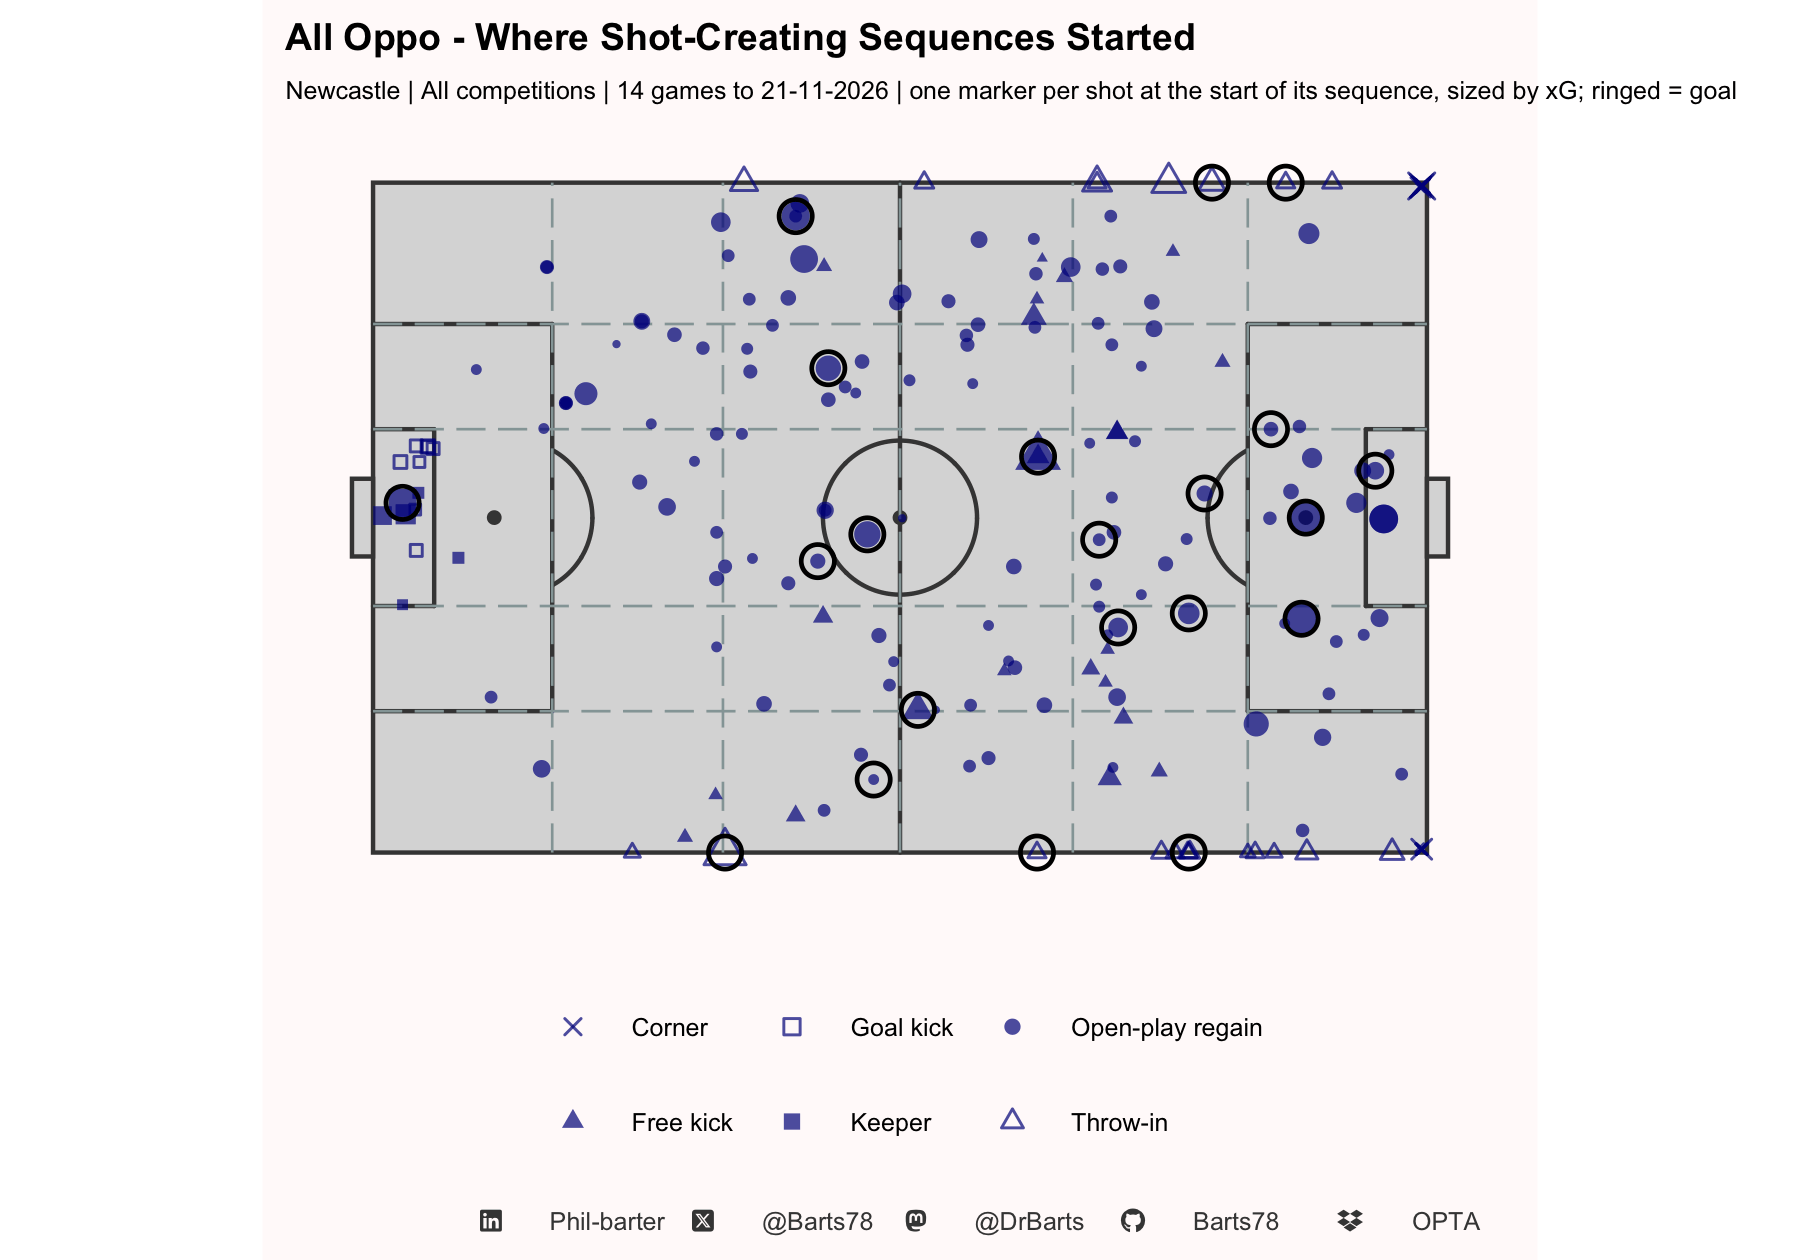 All Oppo - Where Shot-Creating Sequences Started
Newcastle | All competitions | 14 games to 21-11-2026 | one marker per shot at the start of its sequence, sized by xG; ringed = goal
Corner
Goal kick
Open-play regain
Free kick
Keeper
Throw-in
Phil-barter
@Barts78
@DrBarts
Barts78
OPTA